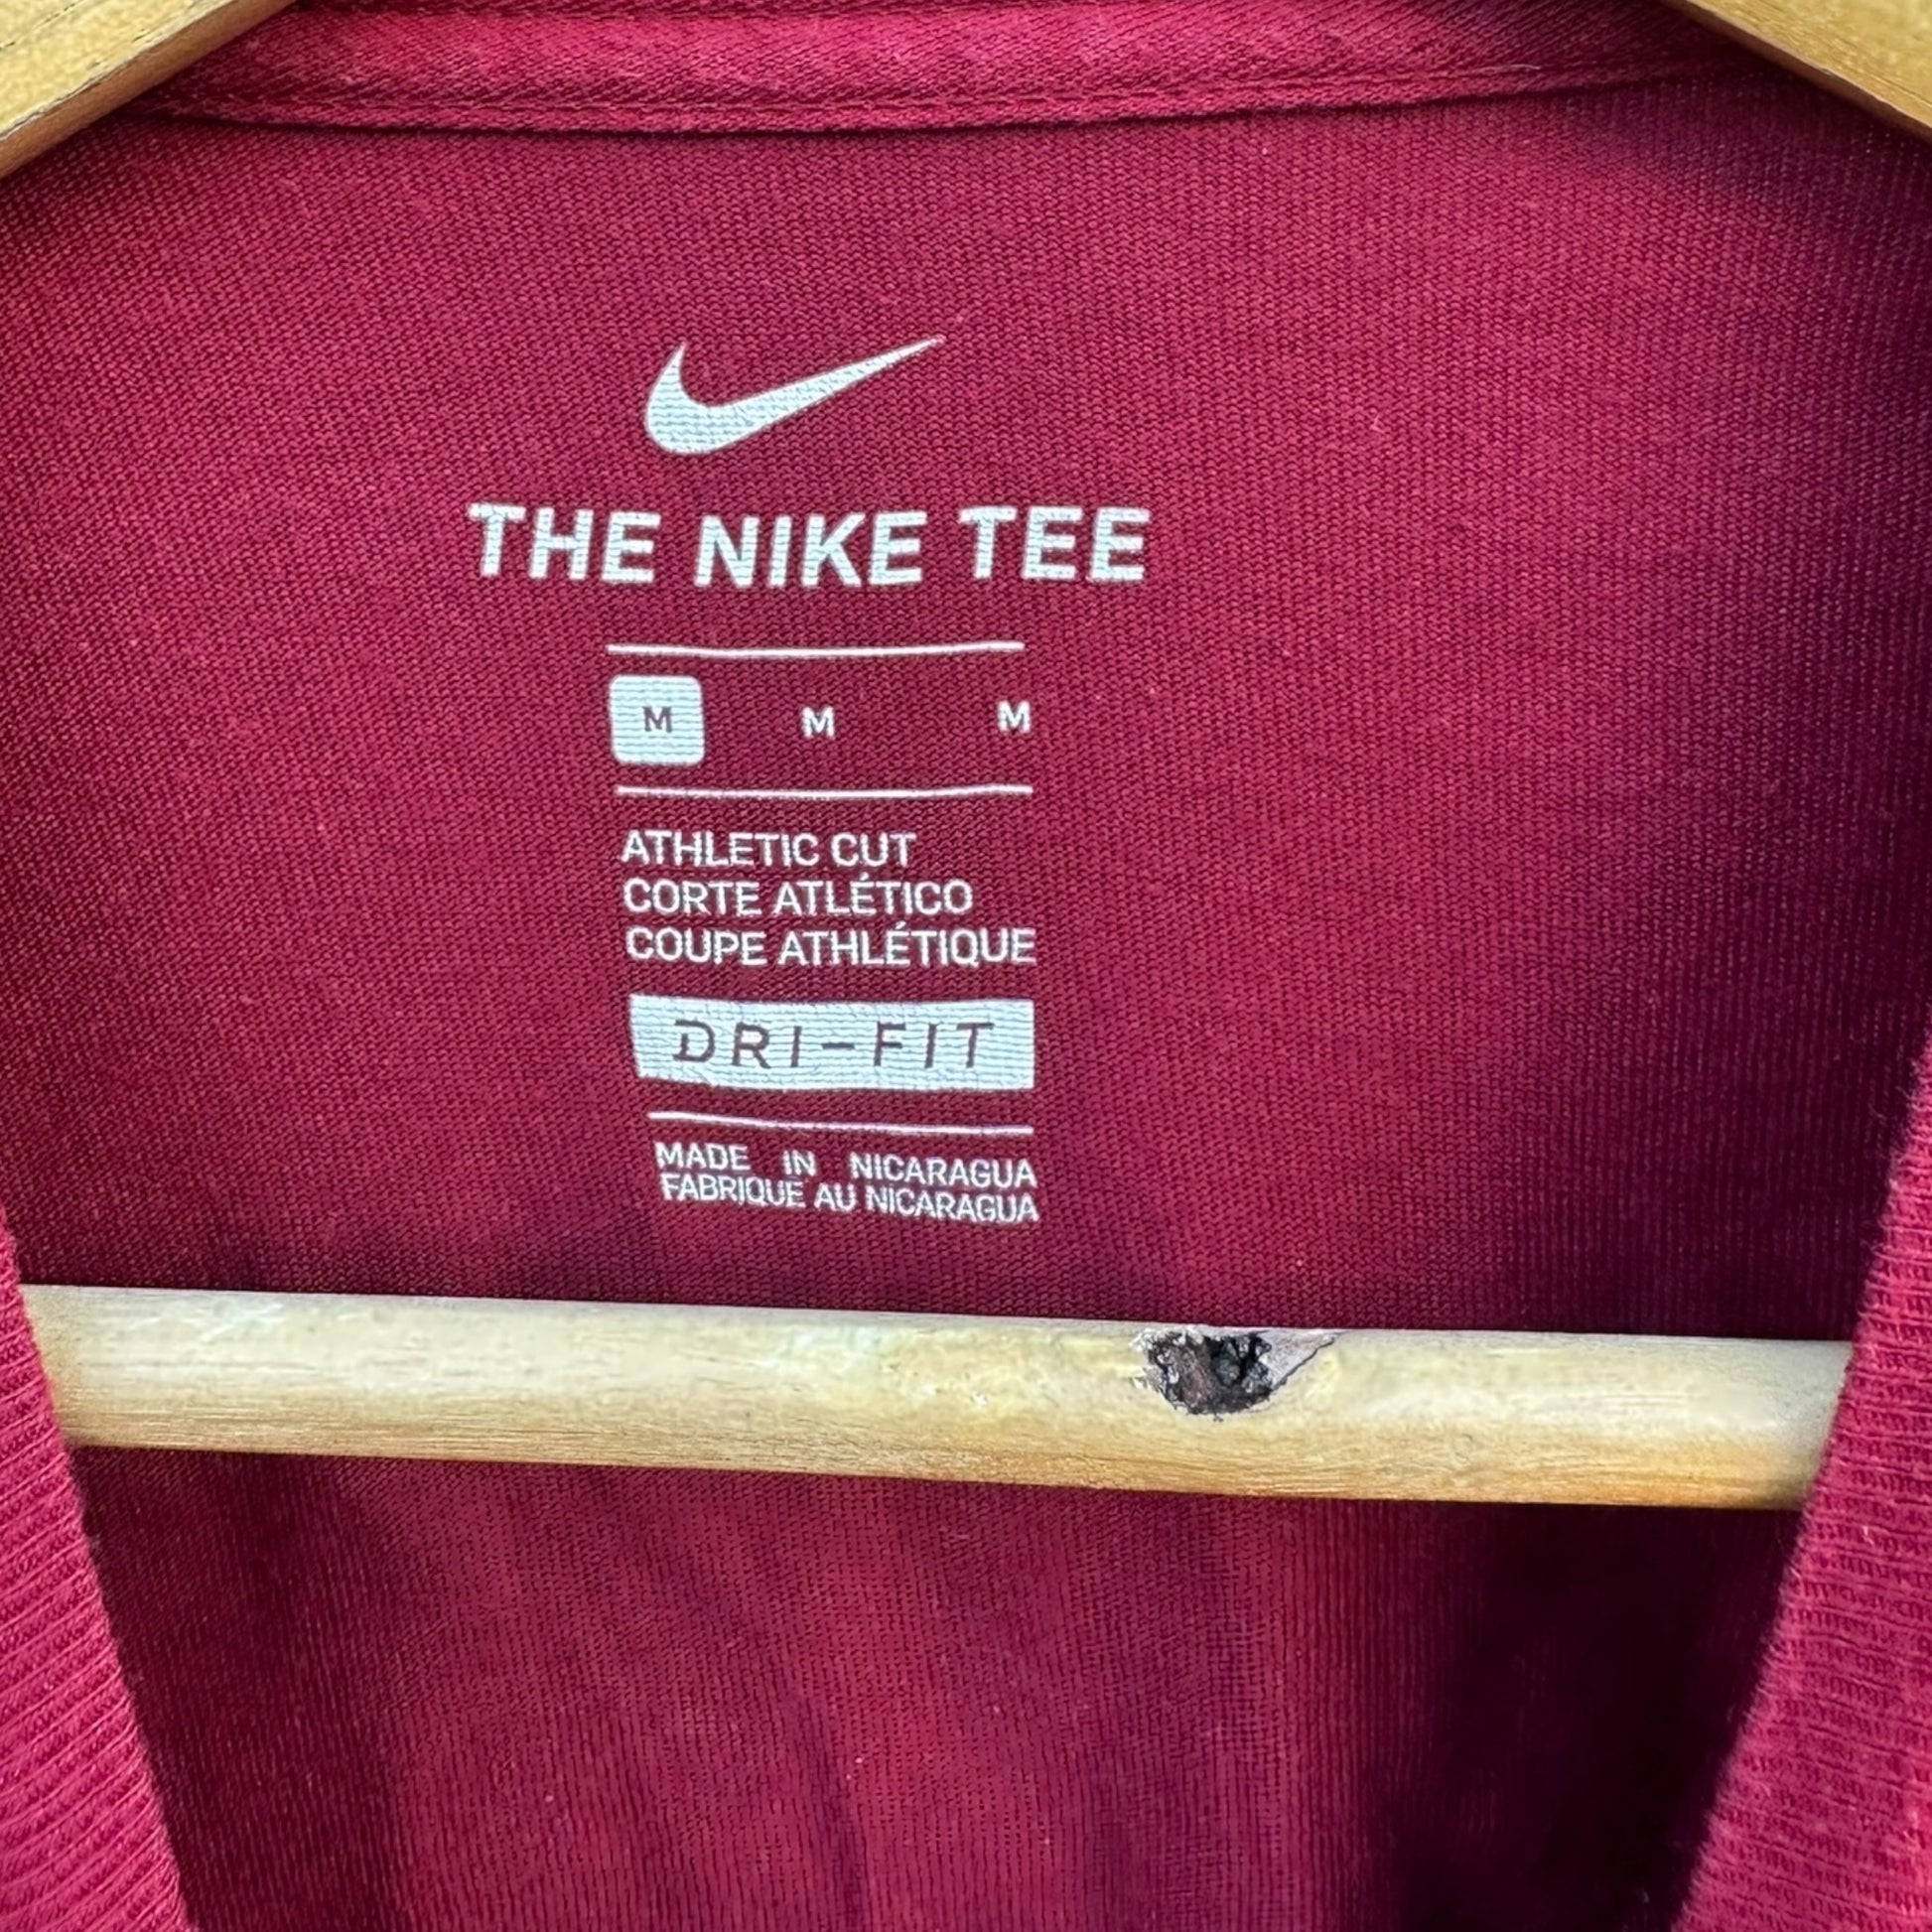 THE NIKE TEE
M M M
ATHLETIC CUT
CORTE ATLÉTICO
COUPE ATHLÉTIQUE
DRI-FIT
MADE IN NICARAGUA
FABRIQUE AU NICARAGUA